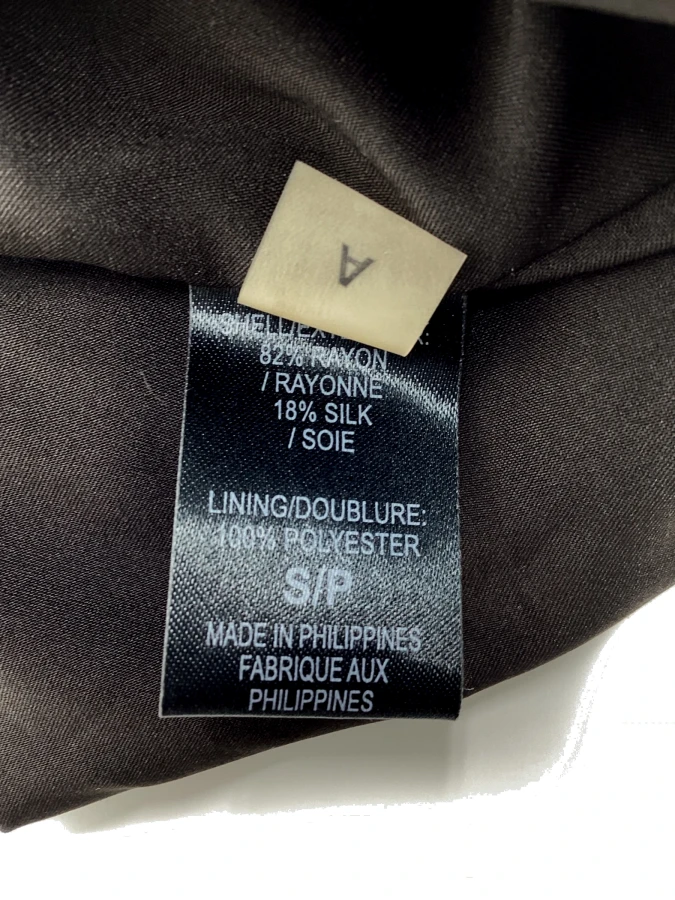 A
82% RAYON
/ RAYONNE
18% SILK
/ SOIE
LINING/DOUBLURE:
100% POLYESTER
S/P
MADE IN PHILIPPINES
FABRIQUE AUX
PHILIPPINES